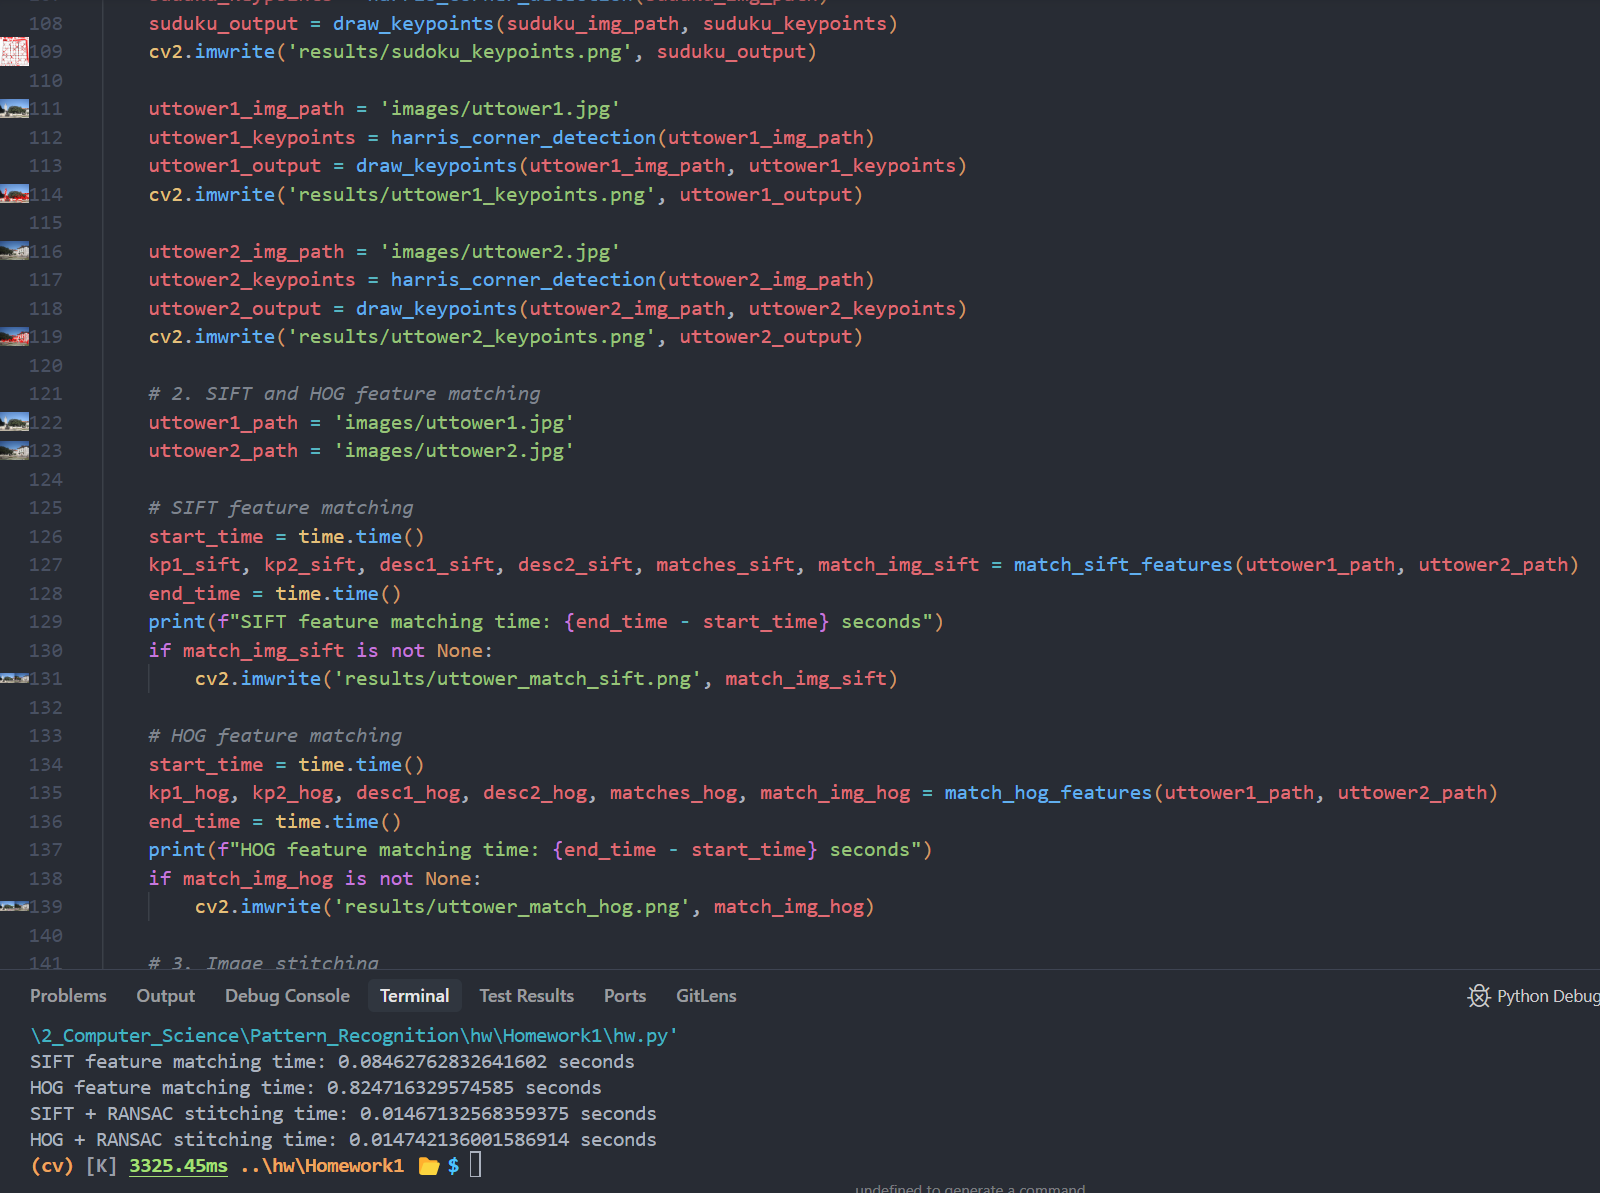 108 suduku_output = draw_keypoints(suduku_img_path, suduku_keypoints)
109 cv2.imwrite('results/sudoku_keypoints.png', suduku_output)
110
111 uttower1_img_path = 'images/uttower1.jpg'
112 uttower1_keypoints = harris_corner_detection(uttower1_img_path)
113 uttower1_output = draw_keypoints(uttower1_img_path, uttower1_keypoints)
114 cv2.imwrite('results/uttower1_keypoints.png', uttower1_output)
115
116 uttower2_img_path = 'images/uttower2.jpg'
117 uttower2_keypoints = harris_corner_detection(uttower2_img_path)
118 uttower2_output = draw_keypoints(uttower2_img_path, uttower2_keypoints)
119 cv2.imwrite('results/uttower2_keypoints.png', uttower2_output)
120
121 # 2. SIFT and HOG feature matching
122 uttower1_path = 'images/uttower1.jpg'
123 uttower2_path = 'images/uttower2.jpg'
124
125 # SIFT feature matching
126 start_time = time.time()
127 kp1_sift, kp2_sift, desc1_sift, desc2_sift, matches_sift, match_img_sift = match_sift_features(uttower1_path, uttower2_path)
128 end_time = time.time()
129 print(f"SIFT feature matching time: {end_time - start_time} seconds")
130 if match_img_sift is not None:
131 cv2.imwrite('results/uttower_match_sift.png', match_img_sift)
132
133 # HOG feature matching
134 start_time = time.time()
135 kp1_hog, kp2_hog, desc1_hog, desc2_hog, matches_hog, match_img_hog = match_hog_features(uttower1_path, uttower2_path)
136 end_time = time.time()
137 print(f"HOG feature matching time: {end_time - start_time} seconds")
138 if match_img_hog is not None:
139 cv2.imwrite('results/uttower_match_hog.png', match_img_hog)
140
141 # 3. Image stitching
Problems Output Debug Console Terminal Test Results Ports GitLens Python Debug
\2_Computer_Science\Pattern_Recognition\hw\Homework1\hw.py'
SIFT feature matching time: 0.08462762832641602 seconds
HOG feature matching time: 0.824716329574585 seconds
SIFT + RANSAC stitching time: 0.01467132568359375 seconds
HOG + RANSAC stitching time: 0.014742136001586914 seconds
(cv) [K] 3325.45ms ..\hw\Homework1 $
undefined to generate a command